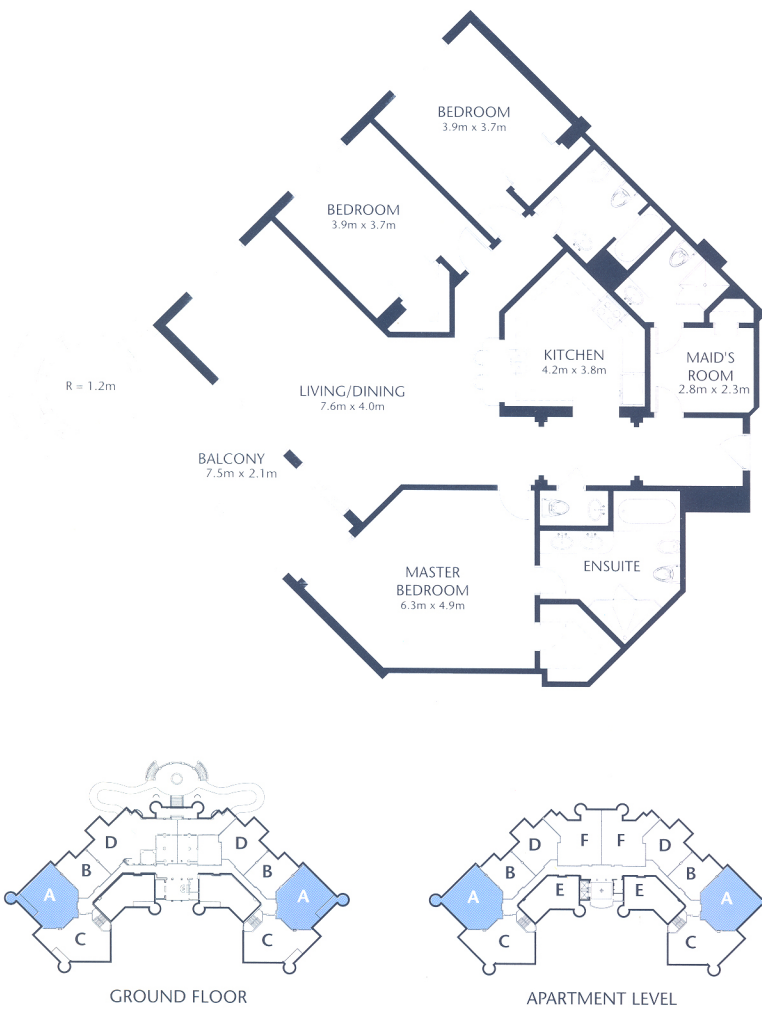 BEDROOM
3.9m x 3.7m
BEDROOM
3.9m x 3.7m
KITCHEN
4.2m x 3.8m
MAID'S
ROOM
2.8m x 2.3m
R = 1.2m
LIVING/DINING
7.6m x 4.0m
BALCONY
7.5m x 2.1m
MASTER
BEDROOM
6.3m x 4.9m
ENSUITE
D
D
B
B
A
A
C
C
GROUND FLOOR
F
F
D
D
B
B
E
E
A
A
C
C
APARTMENT LEVEL